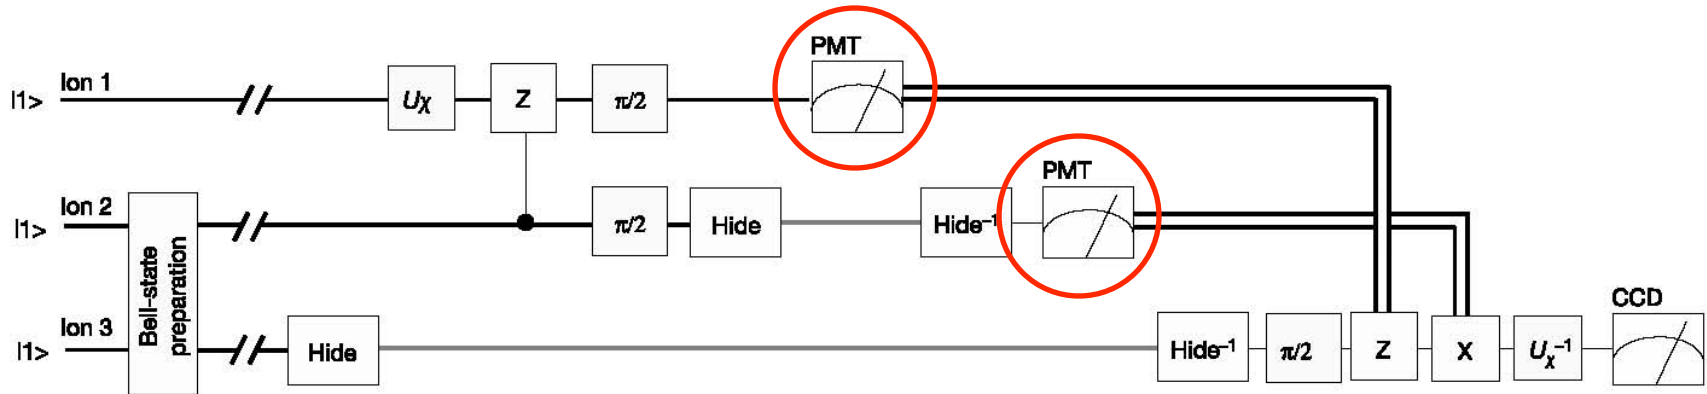 PMT
|1> Ion 1
Uχ Z π/2
PMT
|1> Ion 2
π/2 Hide Hide⁻¹
Bell-state
preparation
CCD
|1> Ion 3
Hide Hide⁻¹ π/2 Z X Uχ⁻¹